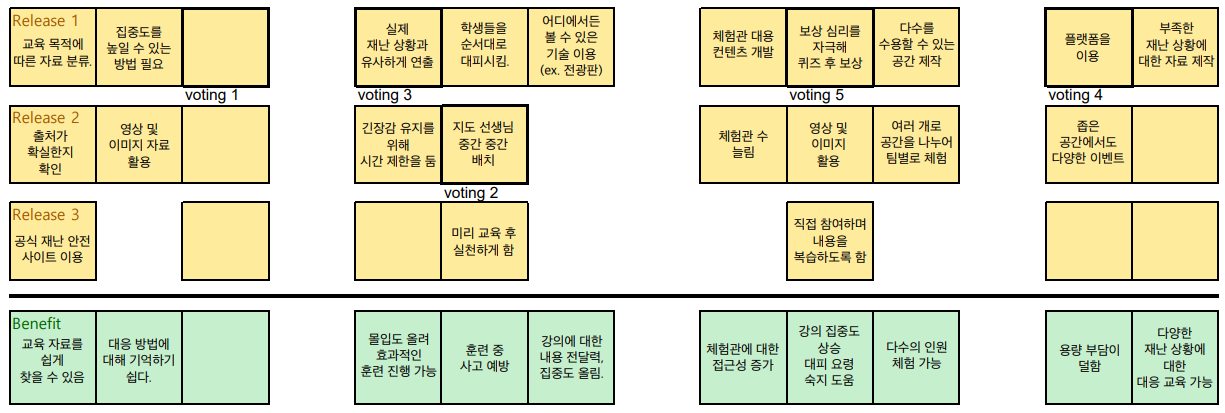 Release 1
교육 목적에
따른 자료 분류.
집중도를
높일 수 있는
방법 필요
실제
재난 상황과
유사하게 연출
학생들을
순서대로
대피시킴.
어디에서든
볼 수 있은
기술 이용
(ex. 전광판)
체험관 대용
컨텐츠 개발
보상 심리를
자극해
퀴즈 후 보상
다수를
수용할 수 있는
공간 제작
플랫폼을
이용
부족한
재난 상황에
대한 자료 제작
voting 1
voting 3
voting 5
voting 4
Release 2
출처가
확실한지
확인
영상 및
이미지 자료
활용
긴장감 유지를
위해
시간 제한을 둠
지도 선생님
중간 중간
배치
체험관 수
늘림
영상 및
이미지
활용
여러 개로
공간을 나누어
팀별로 체험
좁은
공간에서도
다양한 이벤트
voting 2
Release 3
공식 재난 안전
사이트 이용
미리 교육 후
실천하게 함
직접 참여하며
내용을
복습하도록 함
Benefit
교육 자료를
쉽게
찾을 수 있음
대응 방법에
대해 기억하기
쉽다.
몰입도 올려
효과적인
훈련 진행 가능
훈련 중
사고 예방
강의에 대한
내용 전달력,
집중도 올림.
체험관에 대한
접근성 증가
강의 집중도
상승
대피 요령
숙지 도움
다수의 인원
체험 가능
용량 부담이
덜함
다양한
재난 상황에
대한
대응 교육 가능